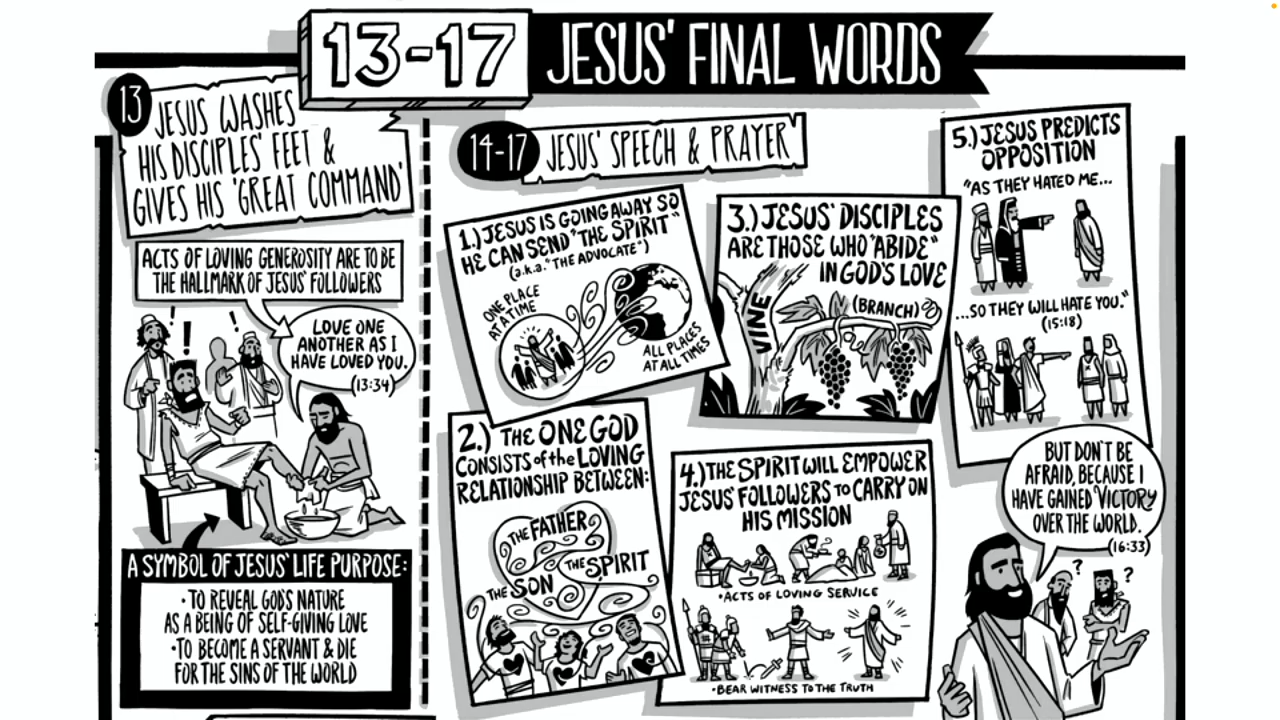 13-17
JESUS' FINAL WORDS
13
JESUS WASHES
HIS DISCIPLES' FEET &
GIVES HIS 'GREAT COMMAND'
ACTS OF LOVING GENEROSITY ARE TO BE
THE HALLMARK OF JESUS' FOLLOWERS
! ! !
LOVE ONE
ANOTHER AS I
HAVE LOVED YOU.
(13:34)
A SYMBOL OF JESUS' LIFE PURPOSE:
• TO REVEAL GOD'S NATURE
AS A BEING OF SELF-GIVING LOVE
• TO BECOME A SERVANT & DIE
FOR THE SINS OF THE WORLD
14-17
JESUS' SPEECH & PRAYER
1.) JESUS IS GOING AWAY SO
HE CAN SEND "THE SPIRIT"
(a.k.a. "THE ADVOCATE")
ONE PLACE
AT A TIME
ALL PLACES
AT ALL TIMES
2.) THE ONE GOD
CONSISTS of the LOVING
RELATIONSHIP BETWEEN:
THE FATHER
THE SPIRIT
THE SON
3.) JESUS' DISCIPLES
ARE THOSE WHO "ABIDE"
IN GOD'S LOVE
VINE
(BRANCH)
4.) THE SPIRIT WILL EMPOWER
JESUS' FOLLOWERS TO CARRY ON
HIS MISSION
• ACTS OF LOVING SERVICE
• BEAR WITNESS TO THE TRUTH
5.) JESUS PREDICTS
OPPOSITION
"AS THEY HATED ME...
...SO THEY WILL HATE YOU."
(15:18)
BUT DON'T BE
AFRAID, BECAUSE I
HAVE GAINED VICTORY
OVER THE WORLD.
(16:33)
? ?